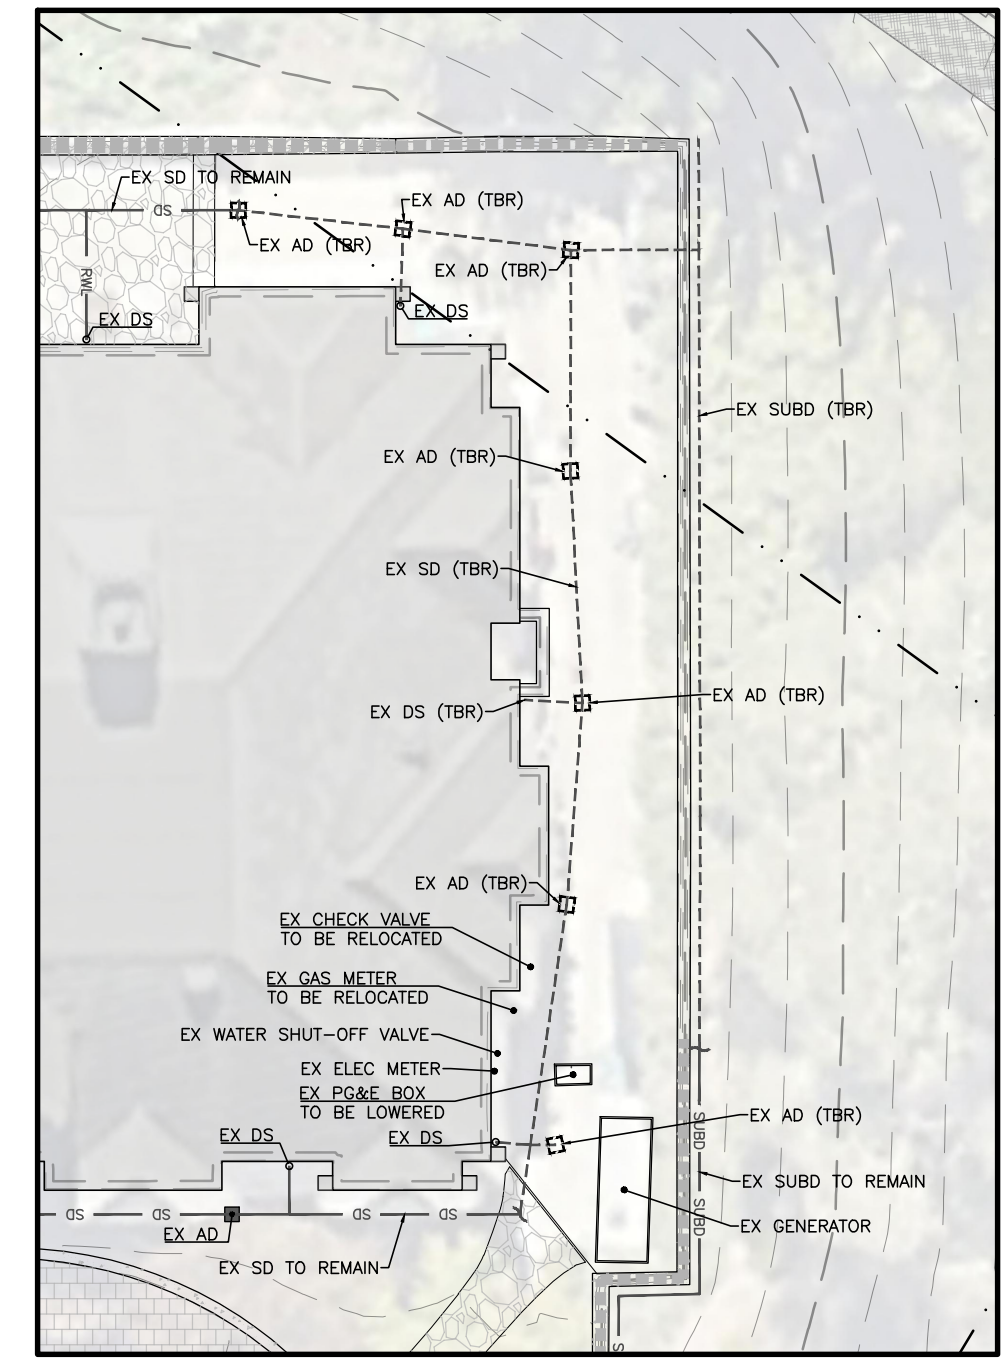 EX SD TO REMAIN
SD
EX AD (TBR)
EX AD (TBR)
EX AD (TBR)
RWL
EX DS
EX DS
EX SUBD (TBR)
EX AD (TBR)
EX SD (TBR)
EX AD (TBR)
EX DS (TBR)
EX AD (TBR)
EX CHECK VALVE
TO BE RELOCATED
EX GAS METER
TO BE RELOCATED
EX WATER SHUT-OFF VALVE
EX ELEC METER
EX PG&E BOX
TO BE LOWERED
EX AD (TBR)
SUBD
EX DS
EX DS
EX SUBD TO REMAIN
SUBD
SD
SD
SD
SD
EX AD
EX GENERATOR
EX SD TO REMAIN
S